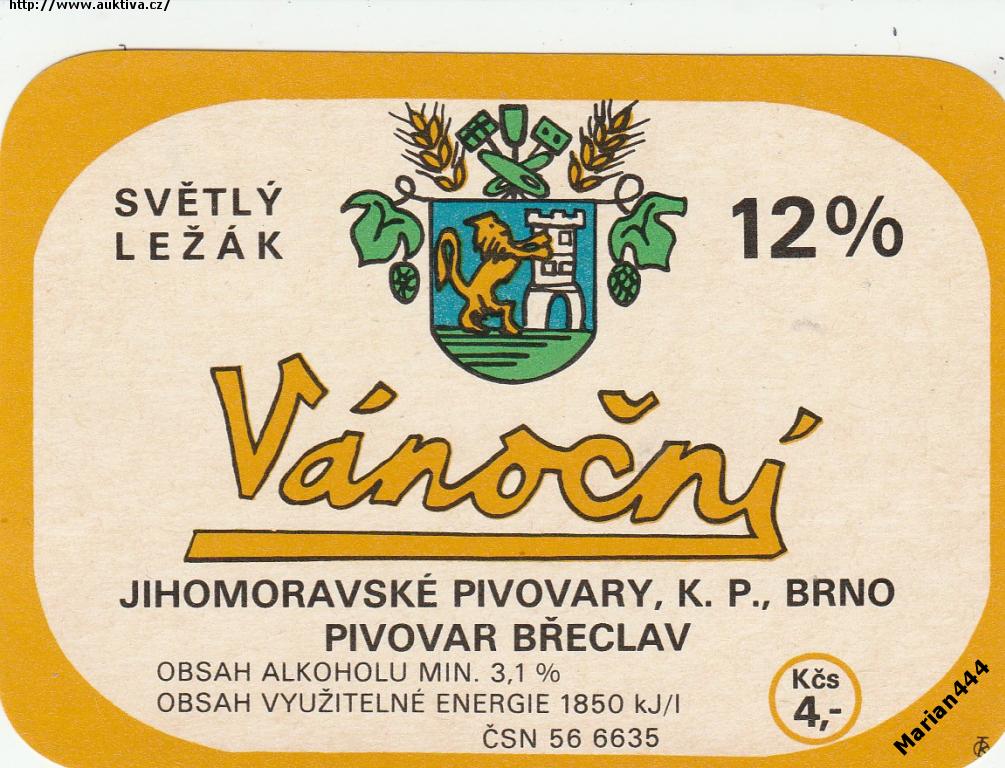 http://www.auktiva.cz/
SVĚTLÝ
LEŽÁK
12%
Vánoční
JIHOMORAVSKÉ PIVOVARY, K. P., BRNO
PIVOVAR BŘECLAV
OBSAH ALKOHOLU MIN. 3,1 %
OBSAH VYUŽITELNÉ ENERGIE 1850 kJ/l
ČSN 56 6635
Kčs
4,-
Marian444